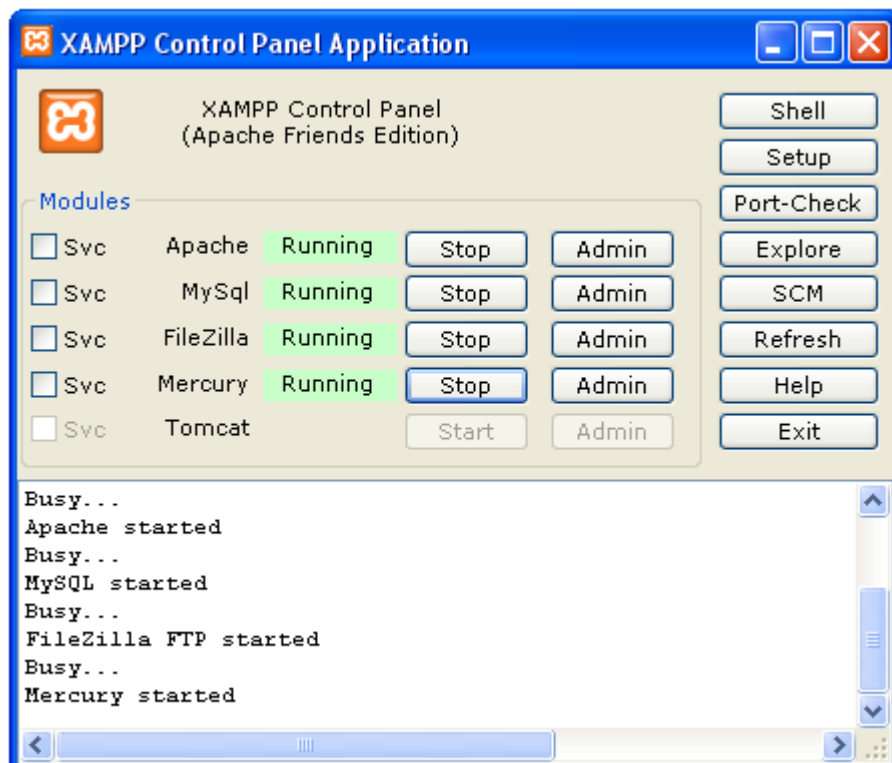 XAMPP Control Panel Application
XAMPP Control Panel
(Apache Friends Edition)
Shell
Setup
Port-Check
Modules
Svc Apache Running Stop Admin Explore
Svc MySql Running Stop Admin SCM
Svc FileZilla Running Stop Admin Refresh
Svc Mercury Running Stop Admin Help
Svc Tomcat Start Admin Exit
Busy...
Apache started
Busy...
MySQL started
Busy...
FileZilla FTP started
Busy...
Mercury started